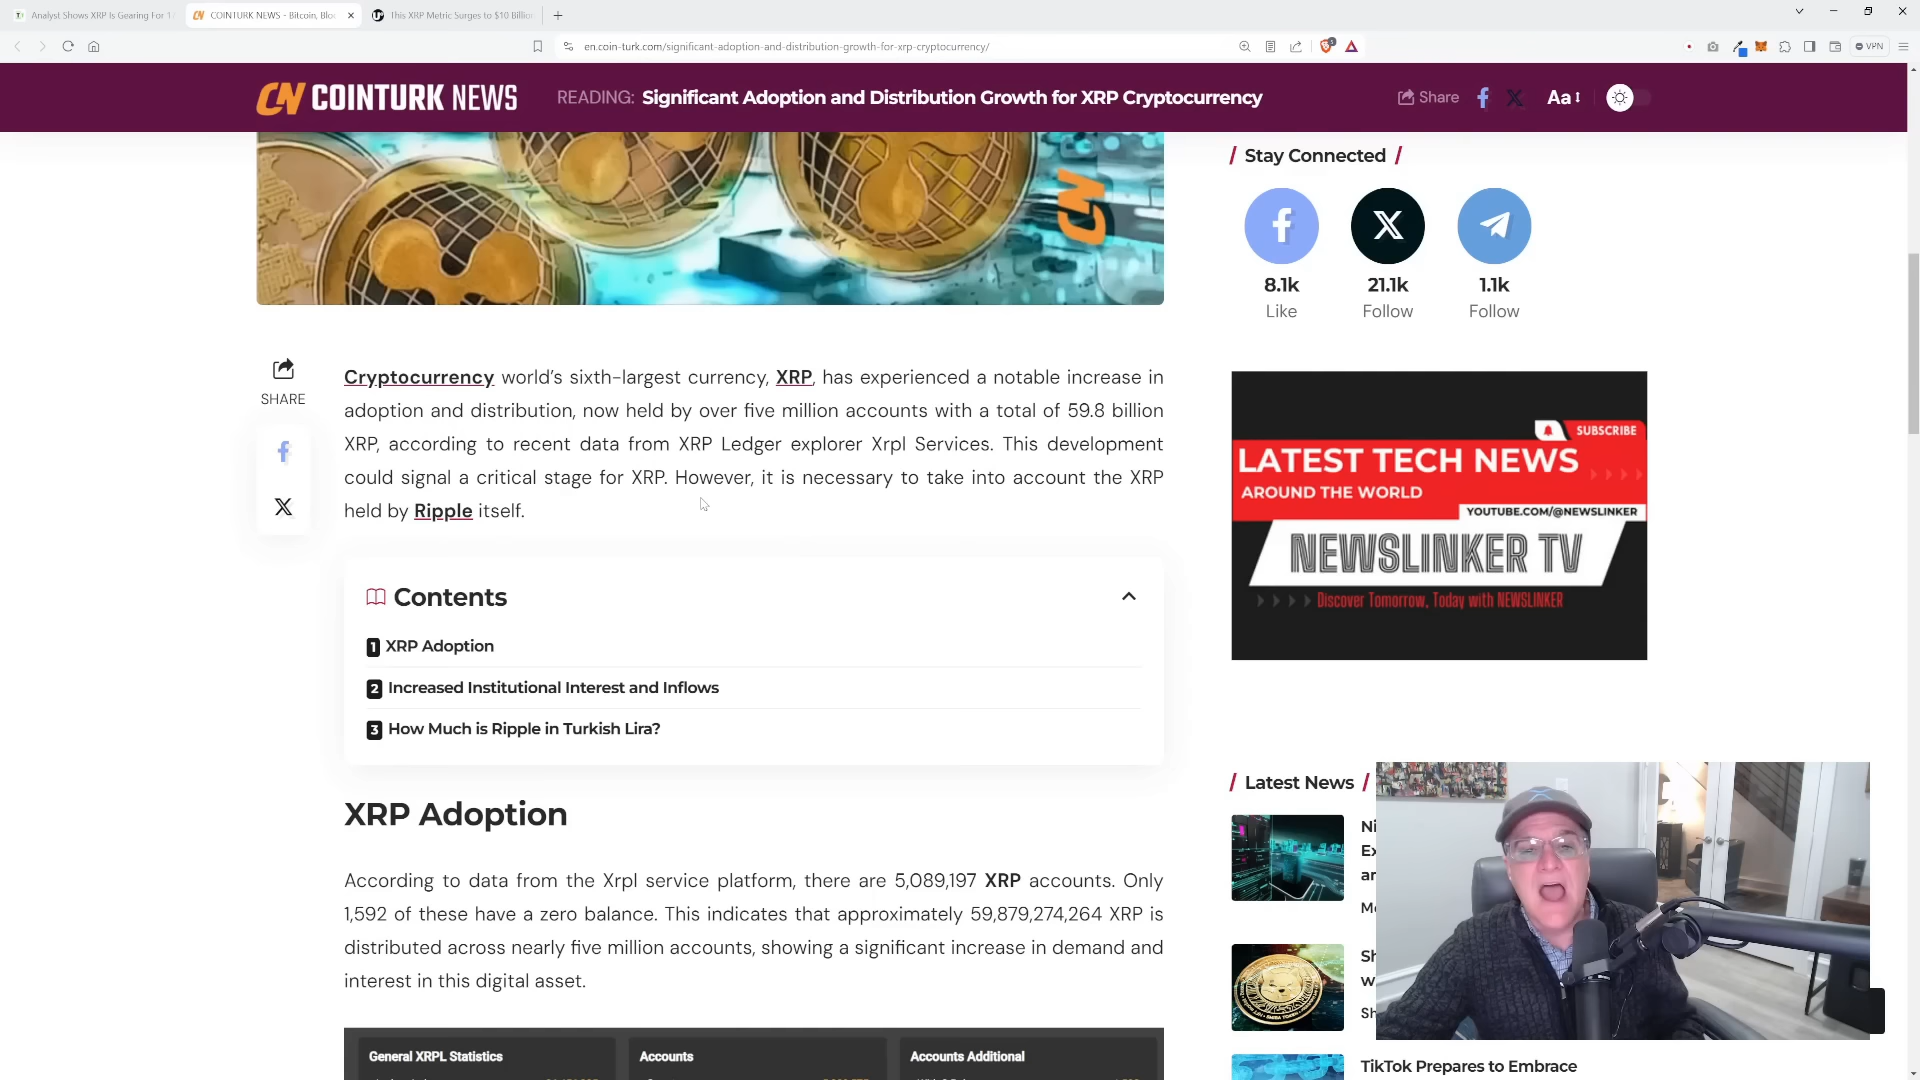 Analyst Shows XRP Is Gearing For
COINTURK NEWS - Bitcoin, Blo
This XRP Metric Surges to $10 Billio
en.coin-turk.com/significant-adoption-and-distribution-growth-for-xrp-cryptocurrency/
VPN
CN COINTURK NEWS
READING: Significant Adoption and Distribution Growth for XRP Cryptocurrency
Share
Aa
CN
Stay Connected
8.1k
21.1k
1.1k
Like
Follow
Follow
SHARE
Cryptocurrency world’s sixth-largest currency, XRP, has experienced a notable increase in
adoption and distribution, now held by over five million accounts with a total of 59.8 billion
XRP, according to recent data from XRP Ledger explorer Xrpl Services. This development
could signal a critical stage for XRP. However, it is necessary to take into account the XRP
held by Ripple itself.
SUBSCRIBE
LATEST TECH NEWS
AROUND THE WORLD
YOUTUBE.COM/@NEWSLINKER
NEWSLINKER TV
Discover Tomorrow, Today with NEWSLINKER
Contents
1 XRP Adoption
2 Increased Institutional Interest and Inflows
3 How Much is Ripple in Turkish Lira?
XRP Adoption
According to data from the Xrpl service platform, there are 5,089,197 XRP accounts. Only
1,592 of these have a zero balance. This indicates that approximately 59,879,274,264 XRP is
distributed across nearly five million accounts, showing a significant increase in demand and
interest in this digital asset.
General XRPL Statistics
Accounts
Accounts Additional
Latest News
TikTok Prepares to Embrace